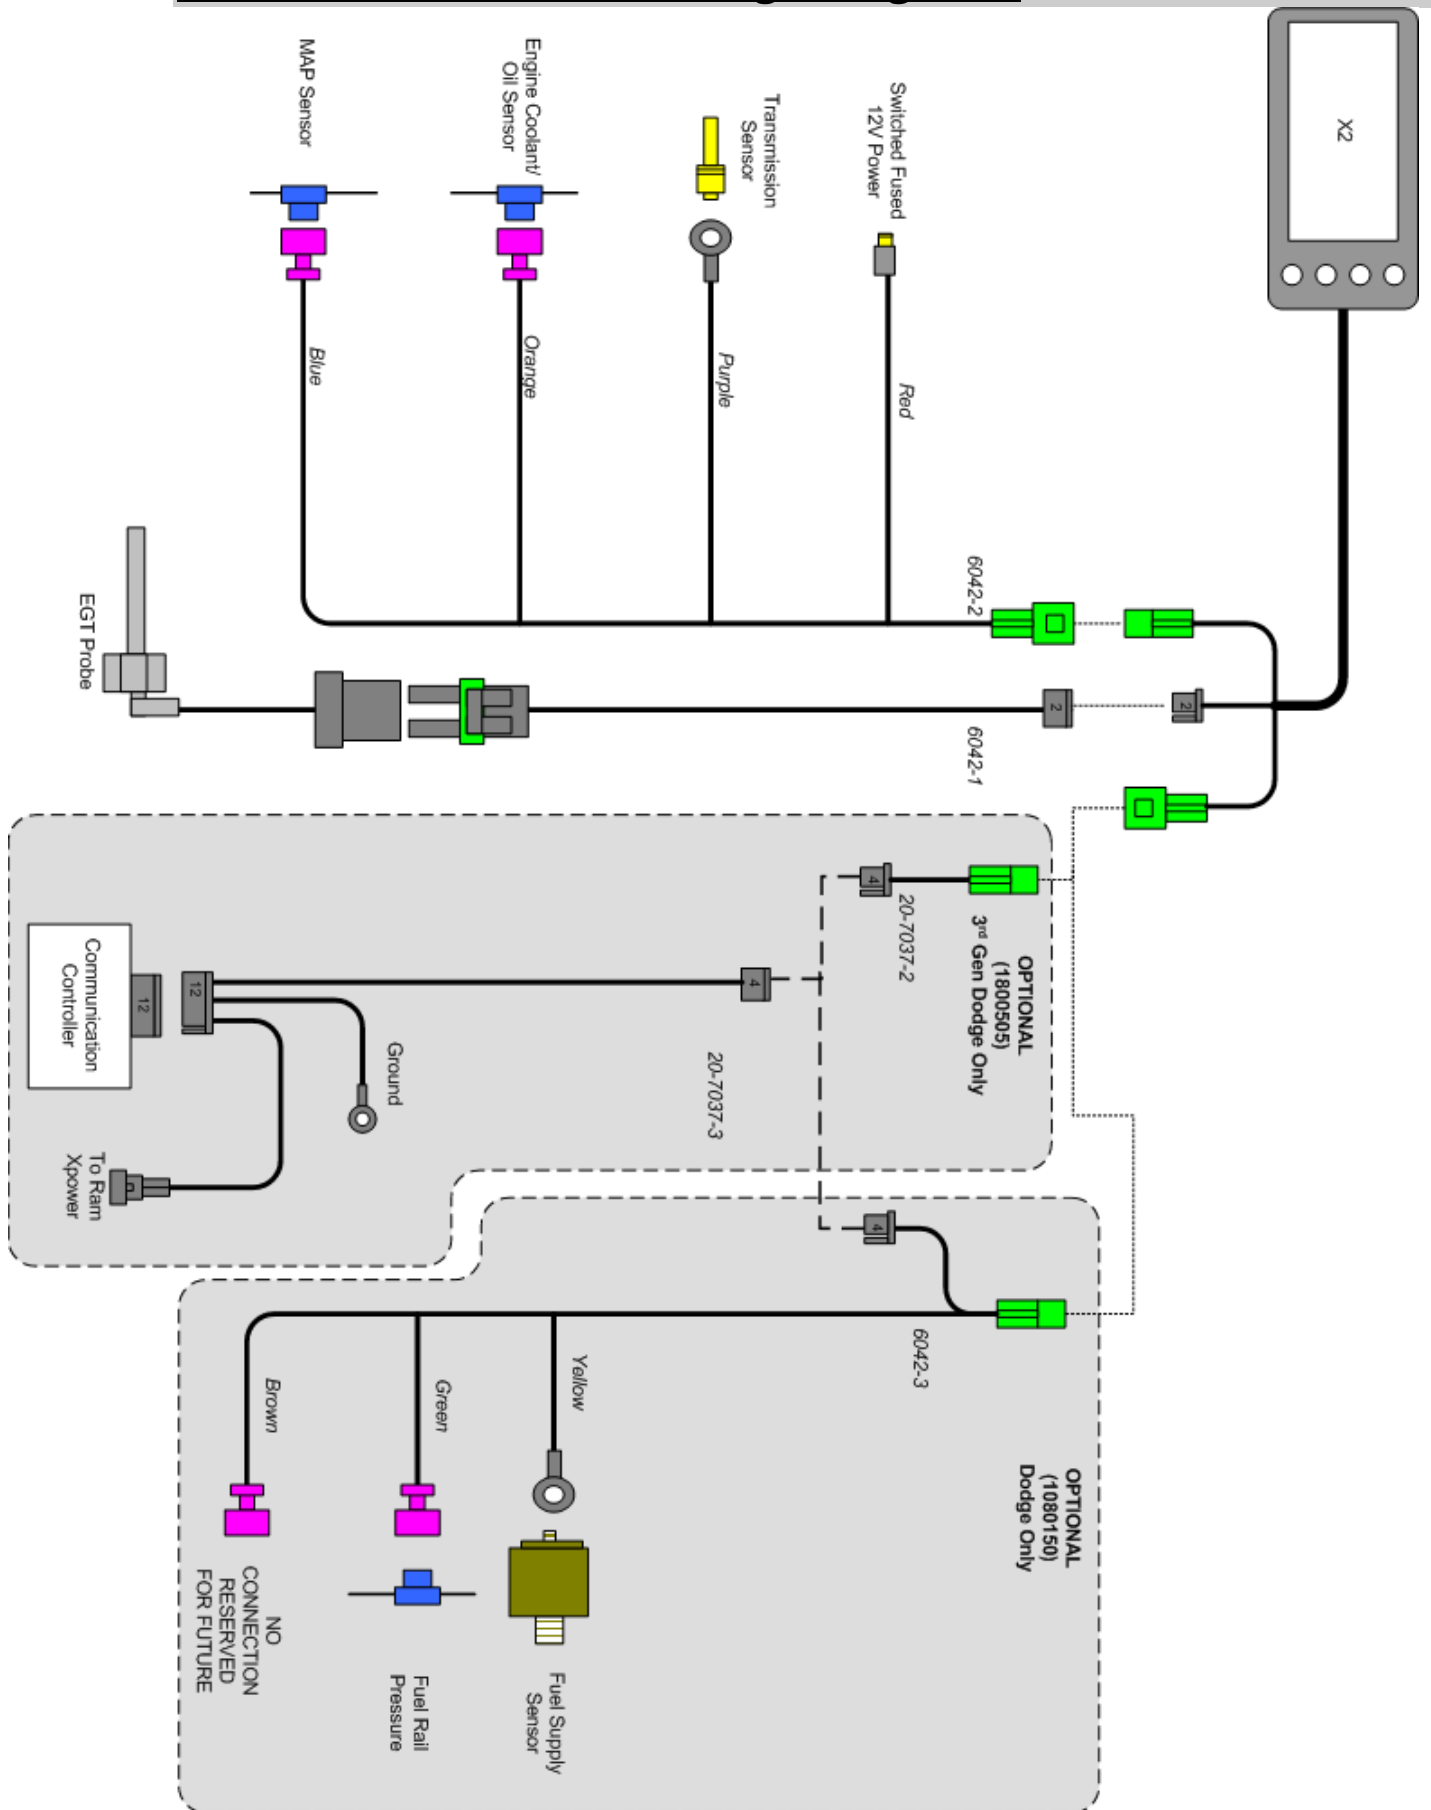 X2
Switched Fused
12V Power
Transmission
Sensor
Engine Coolant/
Oil Sensor
MAP Sensor
Red
Purple
Orange
Blue
6042-2
2
2
6042-1
EGT Probe
OPTIONAL
(1800505)
3rd Gen Dodge Only
4
20-7037-2
4
20-7037-3
12
12
Communication
Controller
Ground
To Ram
Xpower
4
6042-3
OPTIONAL
(1080150)
Dodge Only
Yellow
Green
Brown
Fuel Supply
Sensor
Fuel Rail
Pressure
NO
CONNECTION
RESERVED
FOR FUTURE